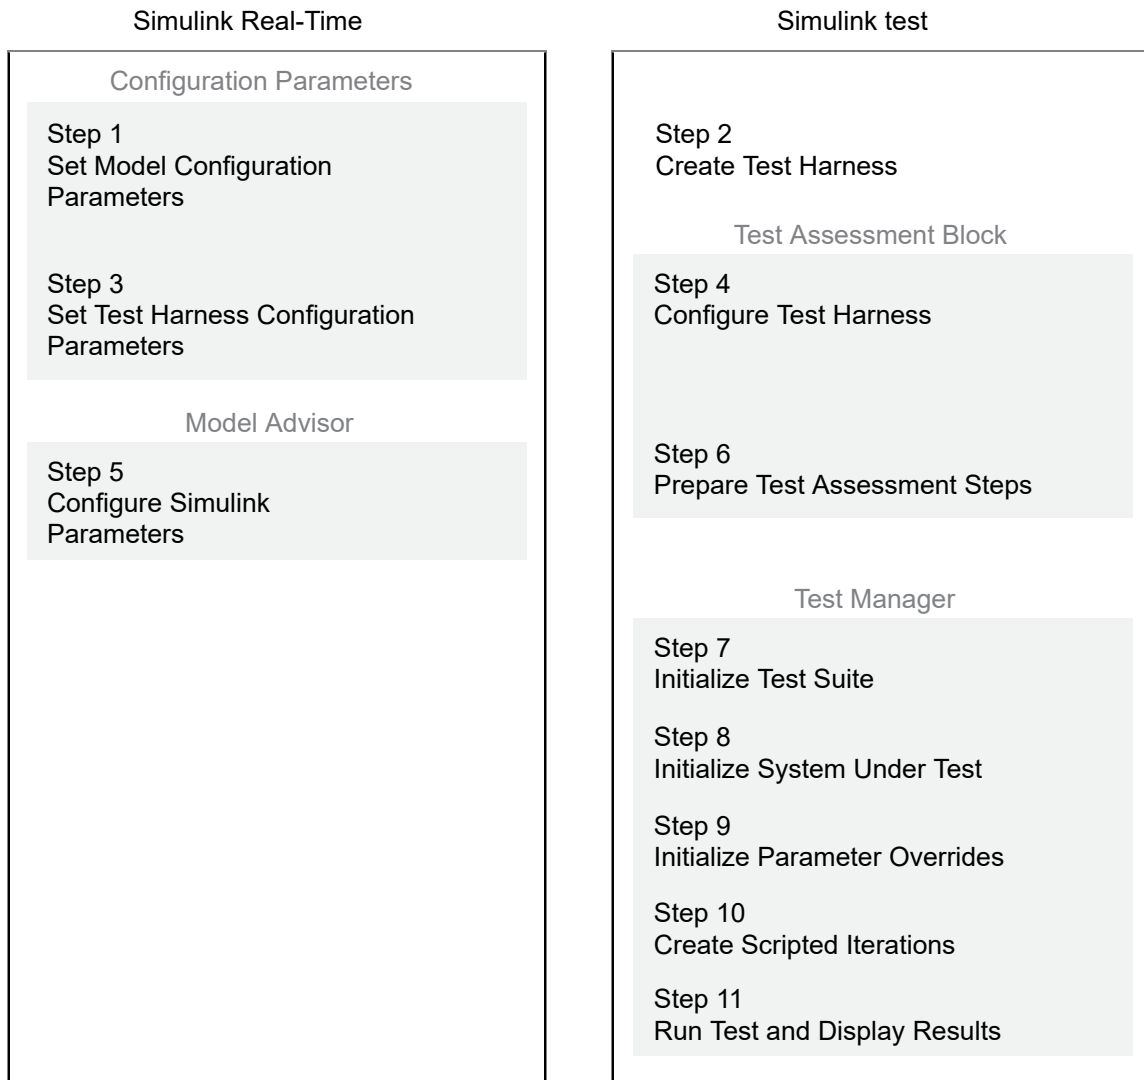 Simulink Real-Time
Configuration Parameters
Step 1
Set Model Configuration
Parameters
Step 3
Set Test Harness Configuration
Parameters
Model Advisor
Step 5
Configure Simulink
Parameters
Simulink test
Step 2
Create Test Harness
Test Assessment Block
Step 4
Configure Test Harness
Step 6
Prepare Test Assessment Steps
Test Manager
Step 7
Initialize Test Suite
Step 8
Initialize System Under Test
Step 9
Initialize Parameter Overrides
Step 10
Create Scripted Iterations
Step 11
Run Test and Display Results